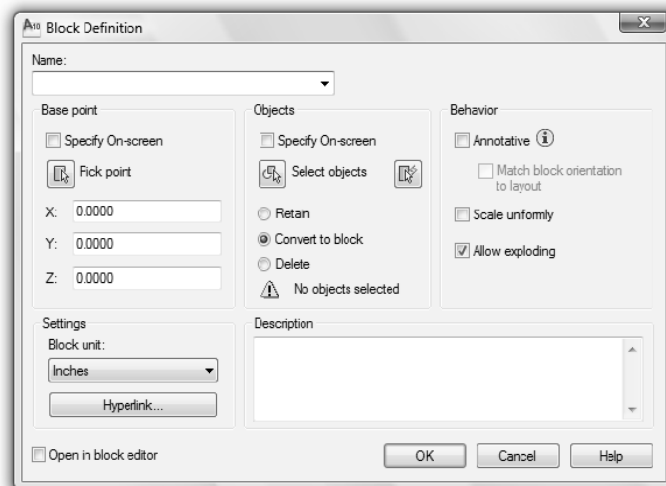 A10 Block Definition
Name:
Base point
Specify On-screen
Pick point
X: 0.0000
Y: 0.0000
Z: 0.0000
Objects
Specify On-screen
Select objects
Retain
Convert to block
Delete
No objects selected
Behavior
Annotative
Match block orientation
to layout
Scale uniformly
Allow exploding
Settings
Block unit:
Inches
Hyperlink...
Description
Open in block editor
OK
Cancel
Help